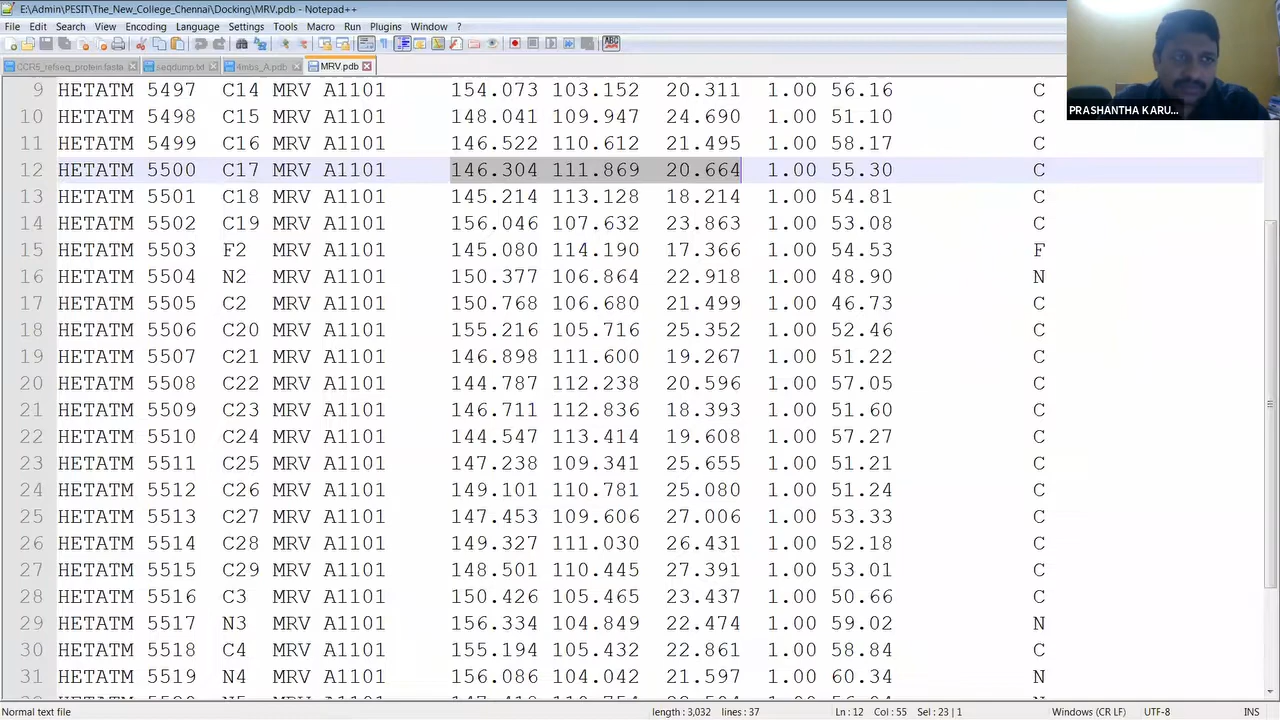 E:\Admin\PESIT\The_New_College_Chennai\Docking\MRV.pdb - Notepad++
File Edit Search View Encoding Language Settings Tools Macro Run Plugins Window ?
CCR5_refseq_protein.fasta seqdump.txt 4mbs_A.pdb MRV.pdb
9 HETATM 5497 C14 MRV A1101 154.073 103.152 20.311 1.00 56.16 C
10 HETATM 5498 C15 MRV A1101 148.041 109.947 24.690 1.00 51.10 C
11 HETATM 5499 C16 MRV A1101 146.522 110.612 21.495 1.00 58.17 C
12 HETATM 5500 C17 MRV A1101 146.304 111.869 20.664 1.00 55.30 C
13 HETATM 5501 C18 MRV A1101 145.214 113.128 18.214 1.00 54.81 C
14 HETATM 5502 C19 MRV A1101 156.046 107.632 23.863 1.00 53.08 C
15 HETATM 5503 F2 MRV A1101 145.080 114.190 17.366 1.00 54.53 F
16 HETATM 5504 N2 MRV A1101 150.377 106.864 22.918 1.00 48.90 N
17 HETATM 5505 C2 MRV A1101 150.768 106.680 21.499 1.00 46.73 C
18 HETATM 5506 C20 MRV A1101 155.216 105.716 25.352 1.00 52.46 C
19 HETATM 5507 C21 MRV A1101 146.898 111.600 19.267 1.00 51.22 C
20 HETATM 5508 C22 MRV A1101 144.787 112.238 20.596 1.00 57.05 C
21 HETATM 5509 C23 MRV A1101 146.711 112.836 18.393 1.00 51.60 C
22 HETATM 5510 C24 MRV A1101 144.547 113.414 19.608 1.00 57.27 C
23 HETATM 5511 C25 MRV A1101 147.238 109.341 25.655 1.00 51.21 C
24 HETATM 5512 C26 MRV A1101 149.101 110.781 25.080 1.00 51.24 C
25 HETATM 5513 C27 MRV A1101 147.453 109.606 27.006 1.00 53.33 C
26 HETATM 5514 C28 MRV A1101 149.327 111.030 26.431 1.00 52.18 C
27 HETATM 5515 C29 MRV A1101 148.501 110.445 27.391 1.00 53.01 C
28 HETATM 5516 C3 MRV A1101 150.426 105.465 23.437 1.00 50.66 C
29 HETATM 5517 N3 MRV A1101 156.334 104.849 22.474 1.00 59.02 N
30 HETATM 5518 C4 MRV A1101 155.194 105.432 22.861 1.00 58.84 C
31 HETATM 5519 N4 MRV A1101 156.086 104.042 21.597 1.00 60.34 N
PRASHANTHA KARU...
Normal text file length : 3,032 lines : 37 Ln : 12 Col : 55 Sel : 23 | 1 Windows (CR LF) UTF-8 INS